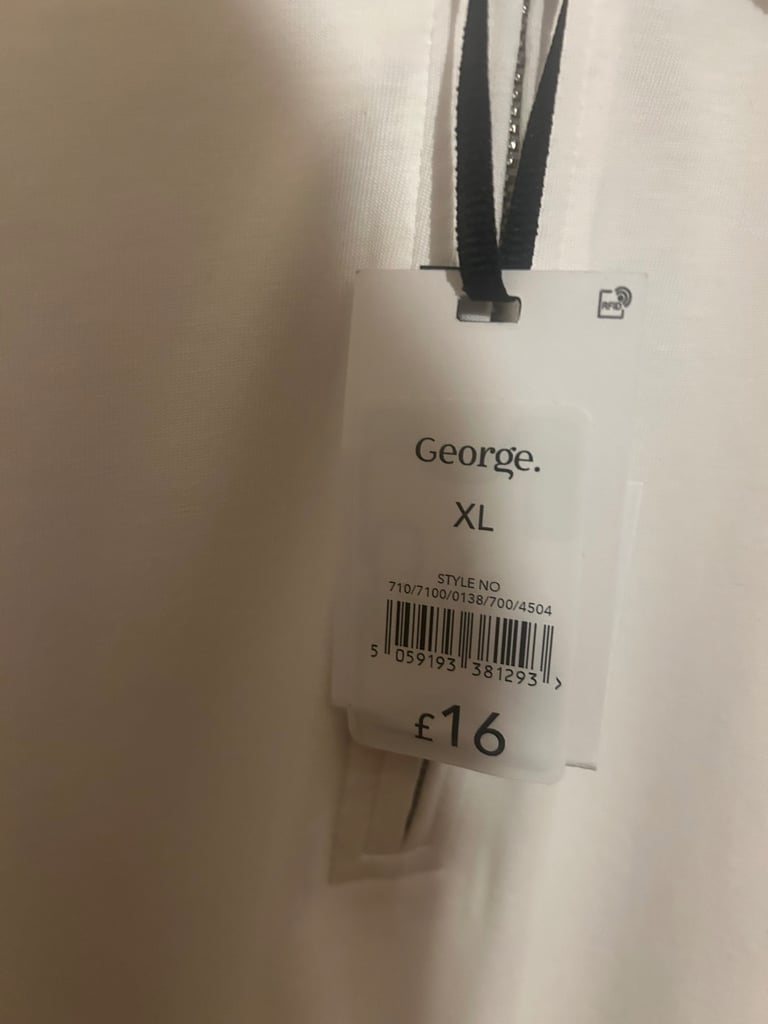 RFID
George.
XL
STYLE NO
710/7100/0138/700/4504
5 059193 381293 >
£16